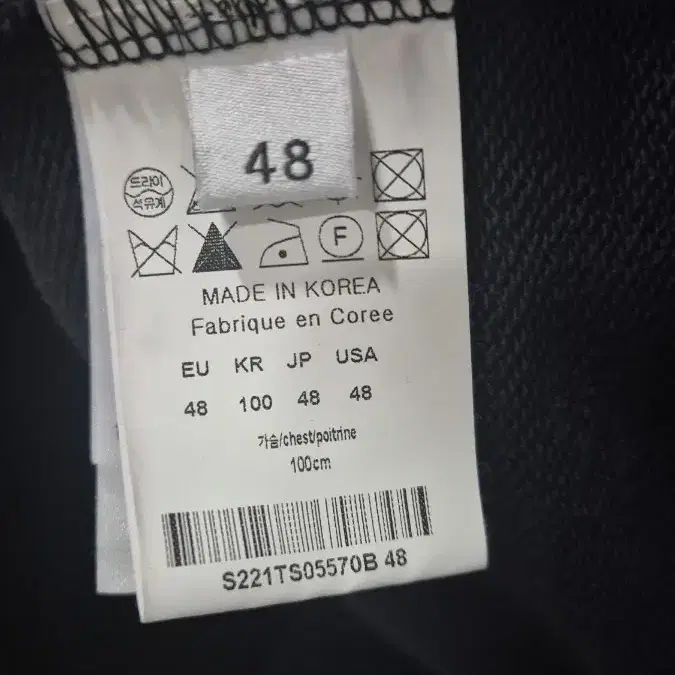 48
드라이
석유계
F
MADE IN KOREA
Fabrique en Coree
EU KR JP USA
48 100 48 48
가슴/chest/poitrine
100cm
S221TS05570B 48